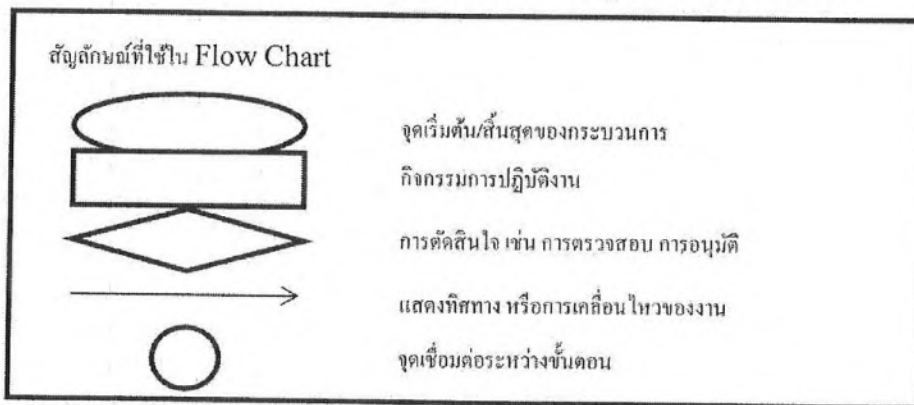 สัญลักษณ์ที่ใช้ใน Flow Chart
จุดเริ่มต้น/สิ้นสุดของกระบวนการ
กิจกรรมการปฏิบัติงาน
การตัดสินใจ เช่น การตรวจสอบ การอนุมัติ
แสดงทิศทาง หรือการเคลื่อนไหวของงาน
จุดเชื่อมต่อระหว่างขั้นตอน